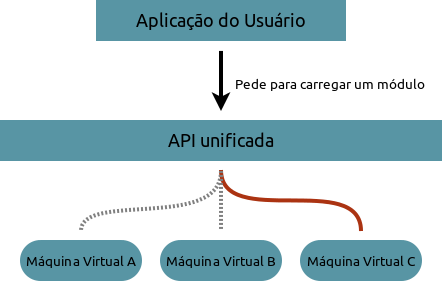 Aplicação do Usuário
Pede para carregar um módulo
API unificada
Máquina Virtual A
Máquina Virtual B
Máquina Virtual C